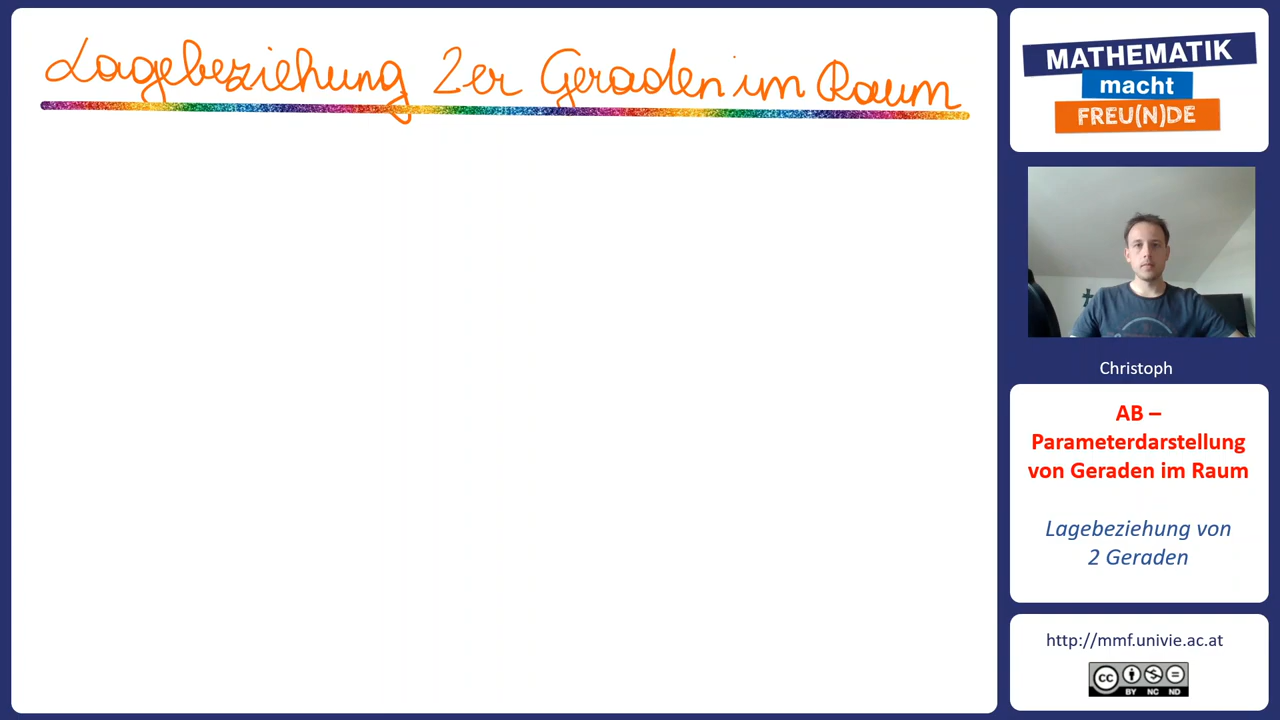 Lagebeziehung 2er Geraden im Raum
MATHEMATIK
macht
FREU(N)DE
Christoph
AB –
Parameterdarstellung
von Geraden im Raum
Lagebeziehung von
2 Geraden
http://mmf.univie.ac.at
cc
BY NC ND